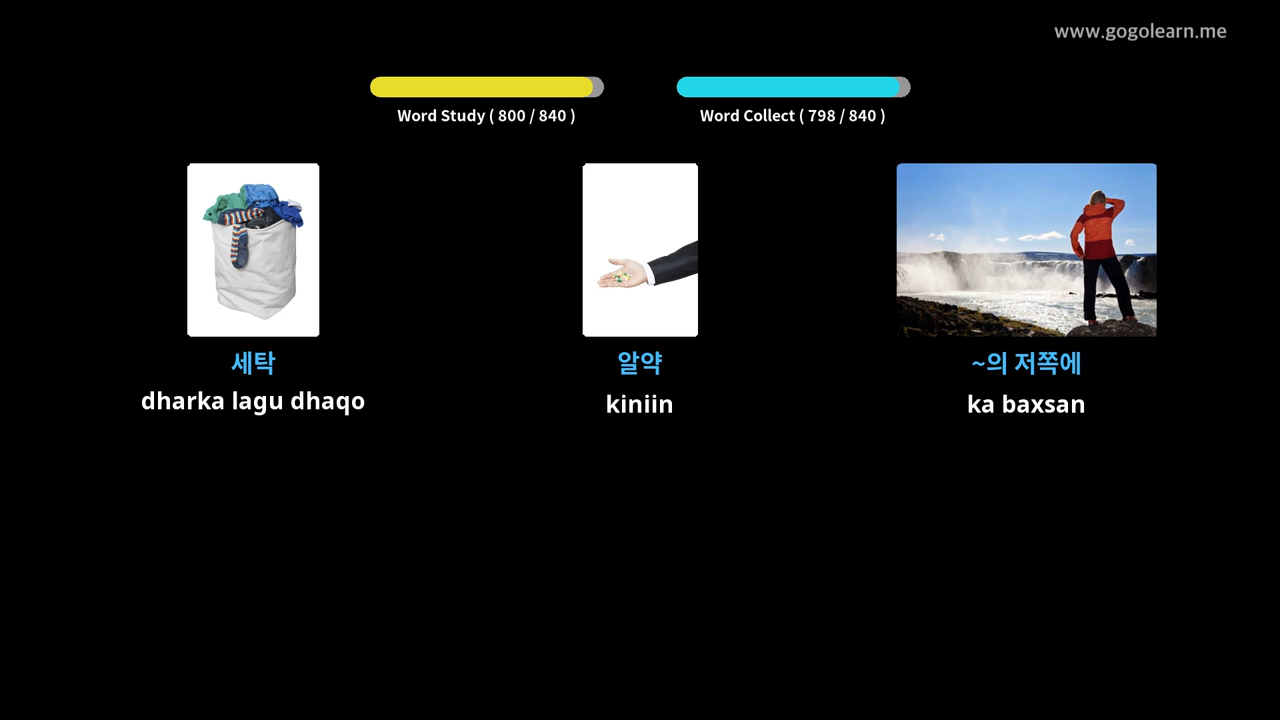 www.gogolearn.me
Word Study ( 800 / 840 )
Word Collect ( 798 / 840 )
세탁
알약
~의 저쪽에
dharka lagu dhaqo
kiniin
ka baxsan